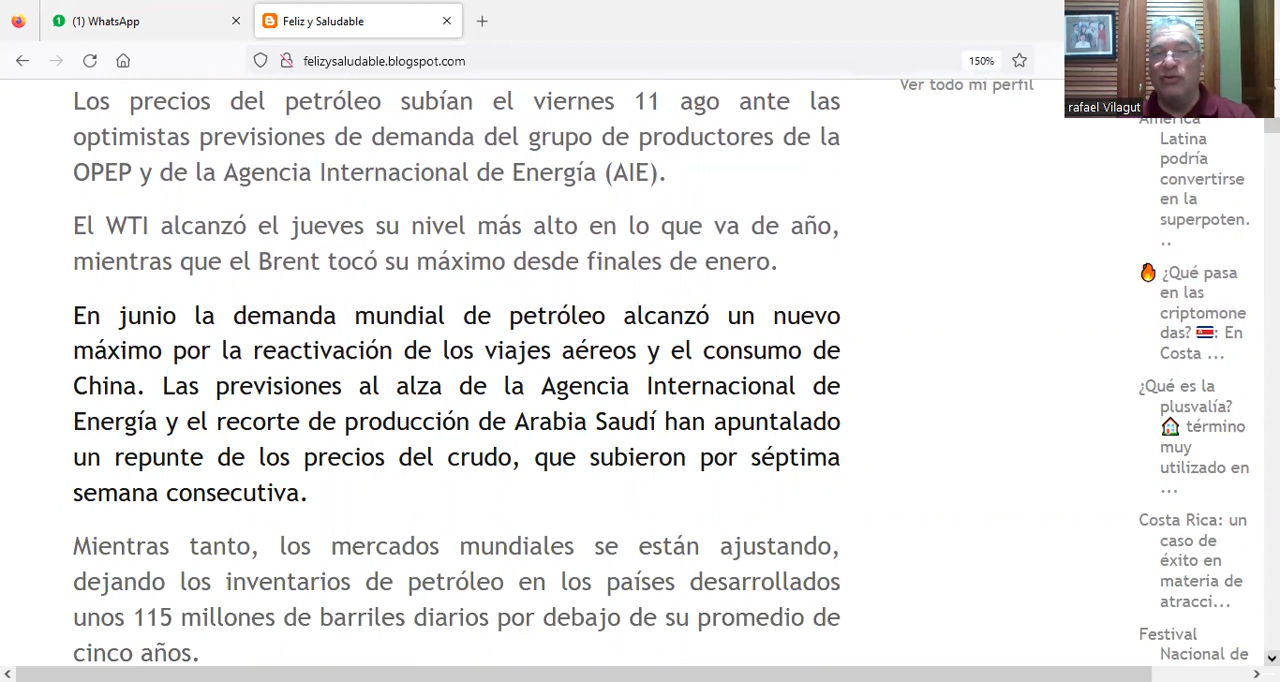 (1) WhatsApp
Feliz y Saludable
felizysaludable.blogspot.com
150%
rafael Vilagut
Ver todo mi perfil
Los precios del petróleo subían el viernes 11 ago ante las
optimistas previsiones de demanda del grupo de productores de la
OPEP y de la Agencia Internacional de Energía (AIE).
El WTI alcanzó el jueves su nivel más alto en lo que va de año,
mientras que el Brent tocó su máximo desde finales de enero.
En junio la demanda mundial de petróleo alcanzó un nuevo
máximo por la reactivación de los viajes aéreos y el consumo de
China. Las previsiones al alza de la Agencia Internacional de
Energía y el recorte de producción de Arabia Saudí han apuntalado
un repunte de los precios del crudo, que subieron por séptima
semana consecutiva.
Mientras tanto, los mercados mundiales se están ajustando,
dejando los inventarios de petróleo en los países desarrollados
unos 115 millones de barriles diarios por debajo de su promedio de
cinco años.
América
Latina
podría
convertirse
en la
superpoten.
..
🔥 ¿Qué pasa
en las
criptomone
das? 🇨🇷: En
Costa ...
¿Qué es la
plusvalía?
🏠 término
muy
utilizado en
...
Costa Rica: un
caso de
éxito en
materia de
atracci...
Festival
Nacional de